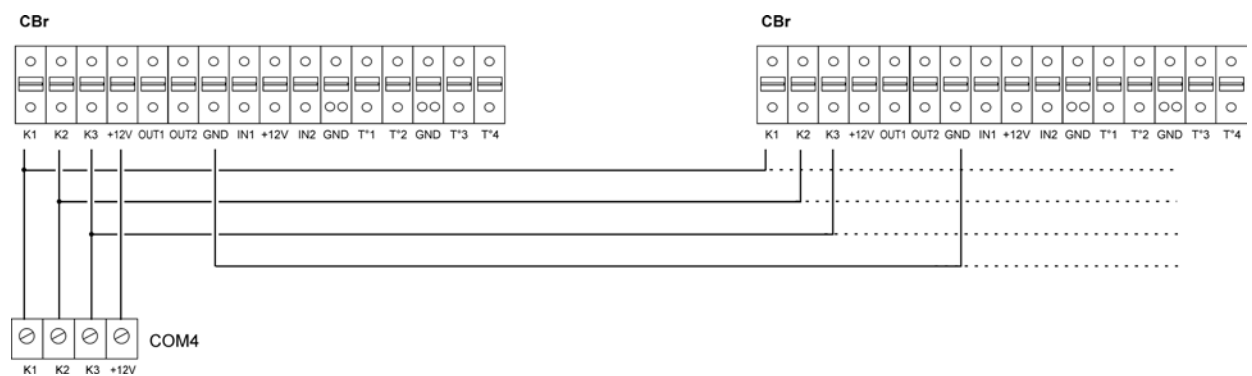 CBr CBr
K1 K2 K3 +12V OUT1 OUT2 GND IN1 +12V IN2 GND T°1 T°2 GND T°3 T°4 K1 K2 K3 +12V OUT1 OUT2 GND IN1 +12V IN2 GND T°1 T°2 GND T°3 T°4
COM4
K1 K2 K3 +12V